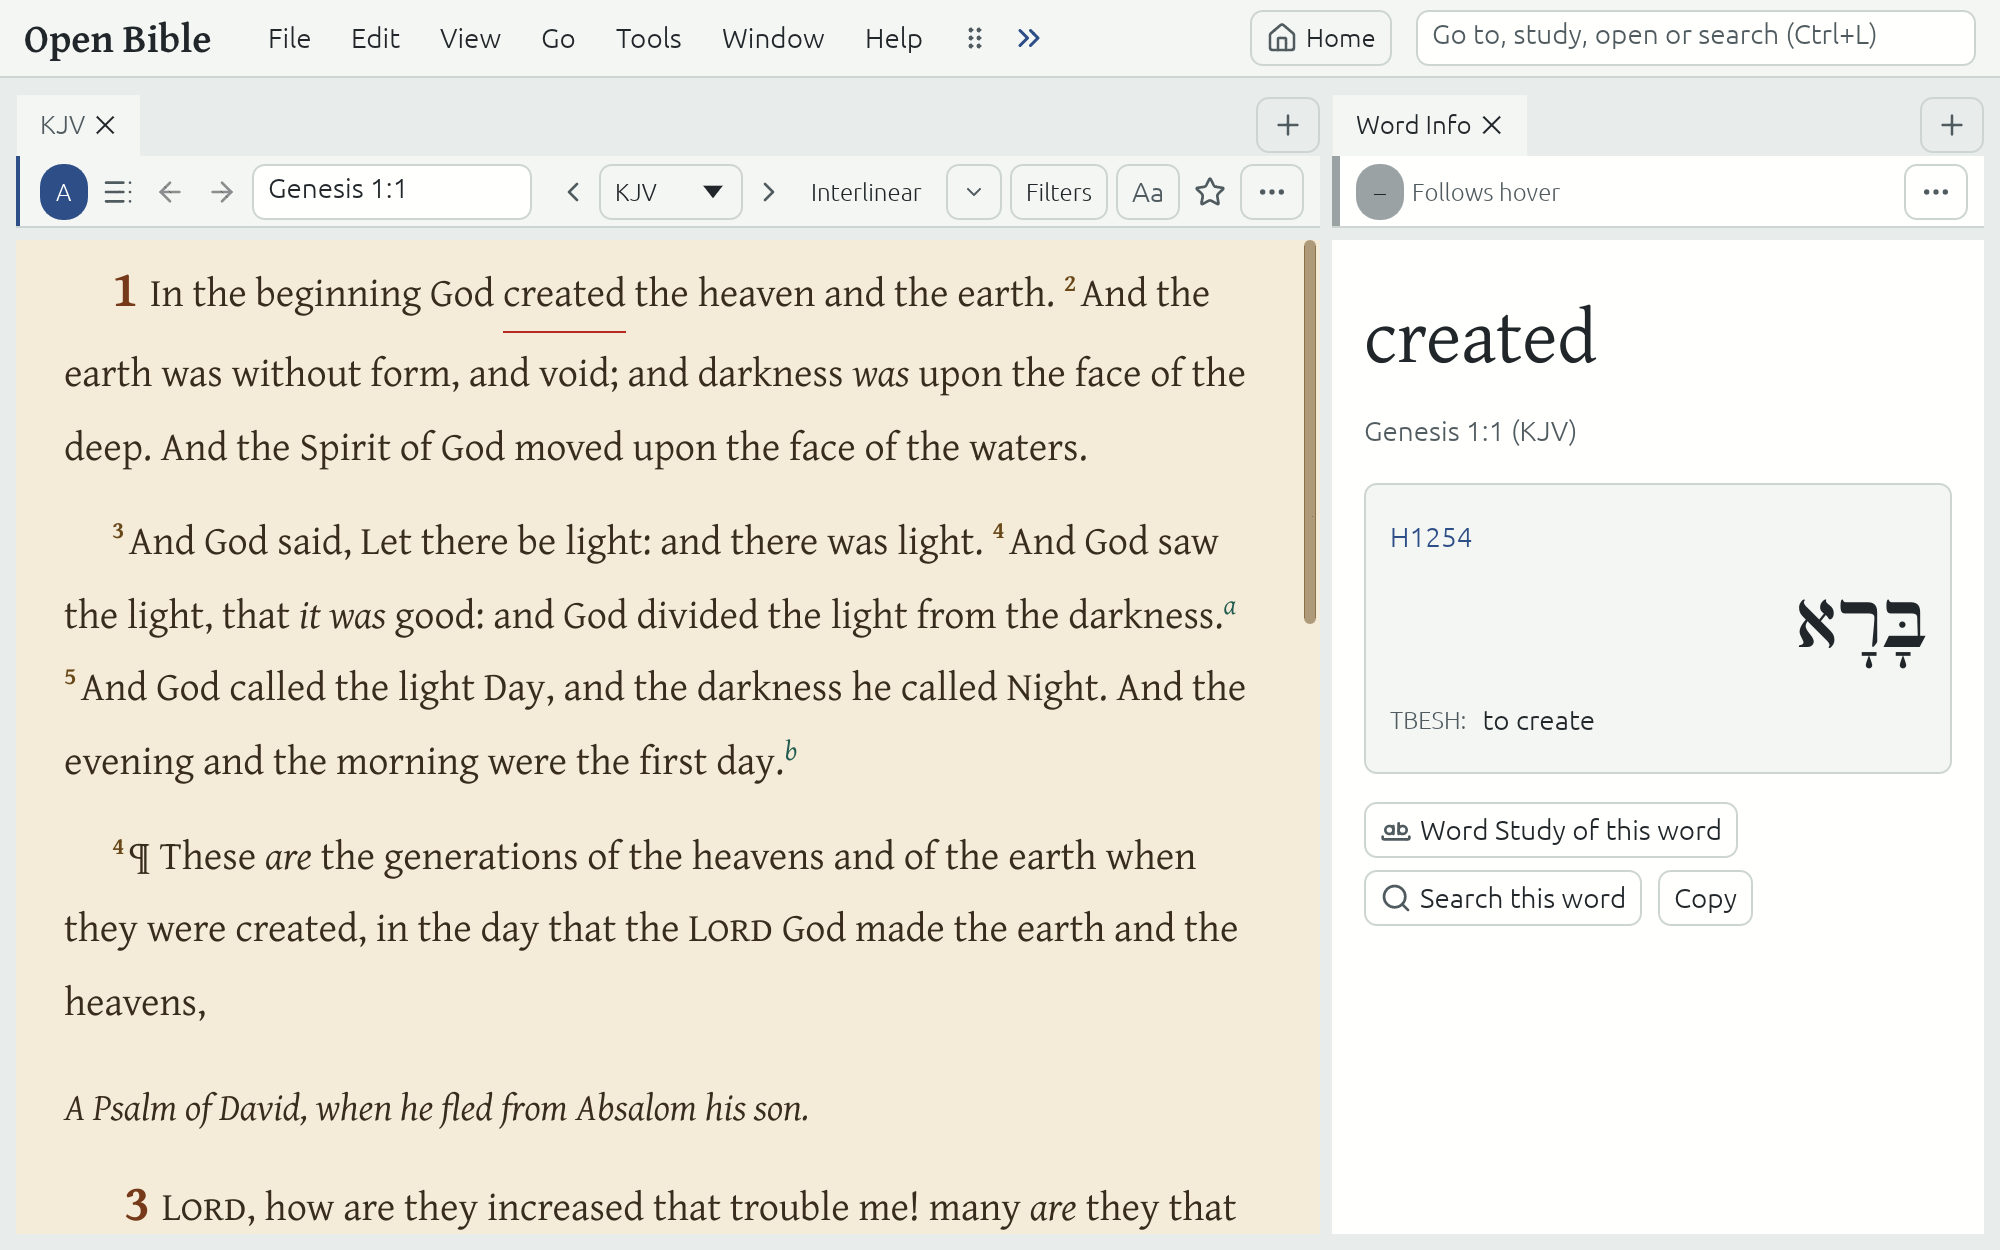 Open Bible File Edit View Go Tools Window Help Home Go to, study, open or search (Ctrl+L)
KJV
A Genesis 1:1 KJV Interlinear Filters Aa
1 In the beginning God created the heaven and the earth. 2 And the
earth was without form, and void; and darkness was upon the face of the
deep. And the Spirit of God moved upon the face of the waters.
3 And God said, Let there be light: and there was light. 4 And God saw
the light, that it was good: and God divided the light from the darkness.a
5 And God called the light Day, and the darkness he called Night. And the
evening and the morning were the first day.b
4 ¶ These are the generations of the heavens and of the earth when
they were created, in the day that the LORD God made the earth and the
heavens,
A Psalm of David, when he fled from Absalom his son.
3 LORD, how are they increased that trouble me! many are they that
Word Info
– Follows hover
created
Genesis 1:1 (KJV)
H1254
בָּרָא
TBESH: to create
ab Word Study of this word
Search this word Copy